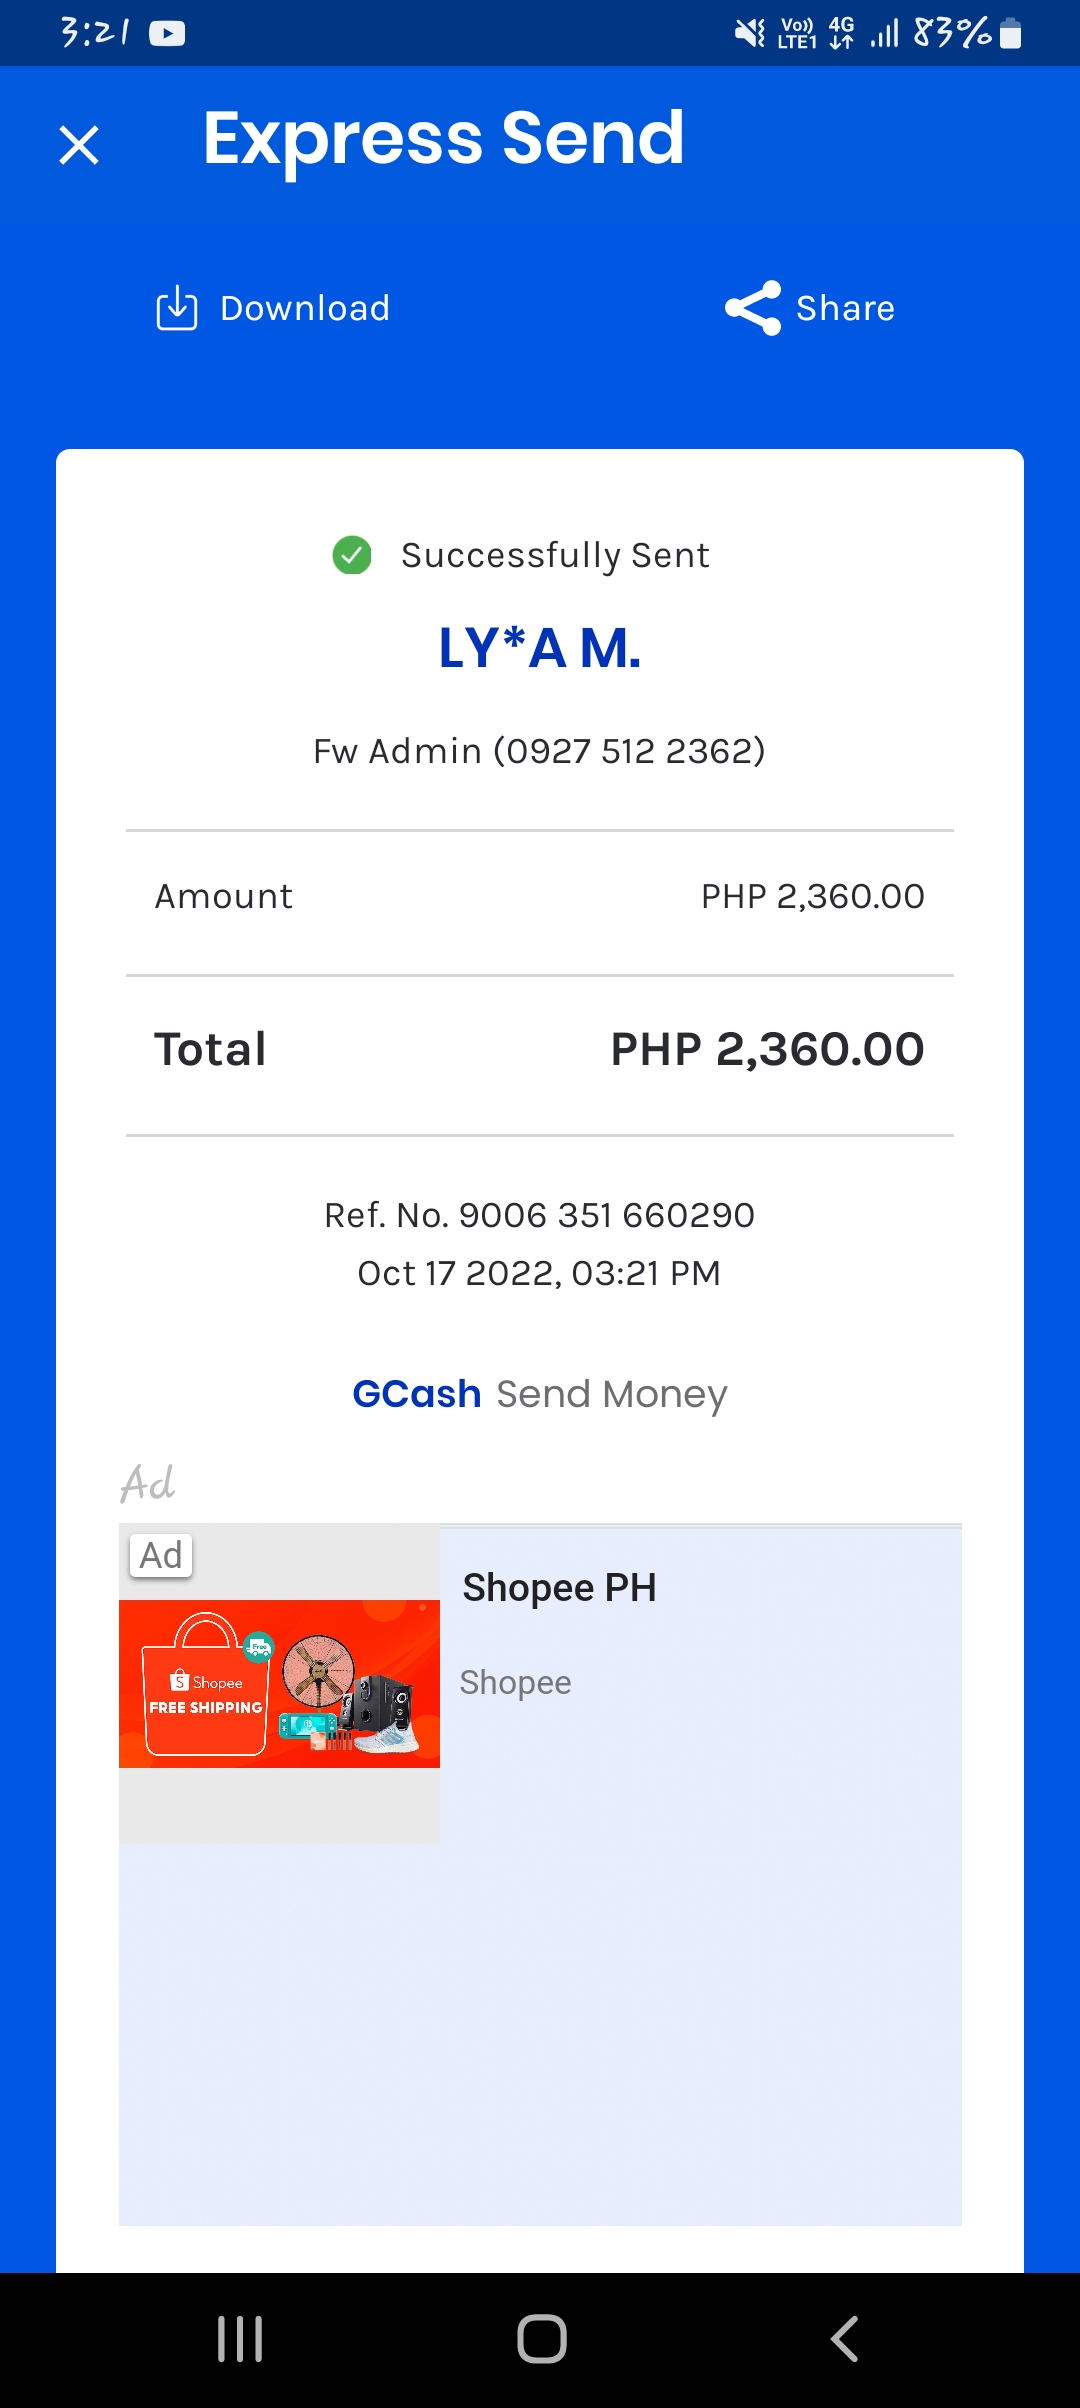 3:21 Vo)) LTE1 4G 83%
Express Send
Download Share
Successfully Sent
LY*A M.
Fw Admin (0927 512 2362)
Amount PHP 2,360.00
Total PHP 2,360.00
Ref. No. 9006 351 660290
Oct 17 2022, 03:21 PM
GCash Send Money
Ad
Ad
Shopee PH
Shopee
Free
Shopee
FREE SHIPPING